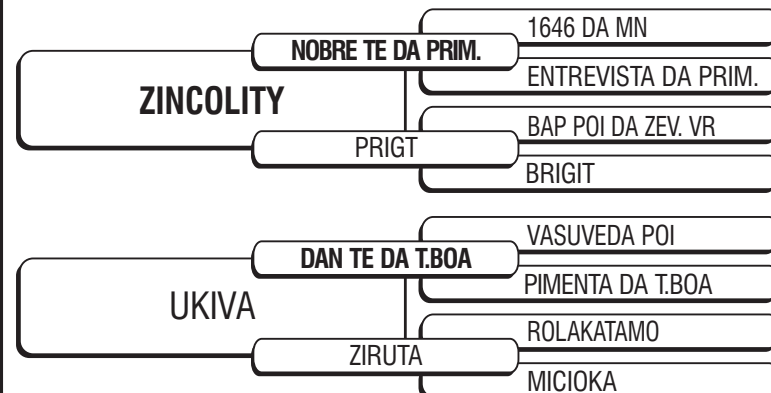 1646 DA MN
NOBRE TE DA PRIM.
ENTREVISTA DA PRIM.
ZINCOLITY
BAP POI DA ZEV. VR
PRIGT
BRIGIT
VASUVEDA POI
DAN TE DA T.BOA
PIMENTA DA T.BOA
UKIVA
ROLAKATAMO
ZIRUTA
MICIOKA